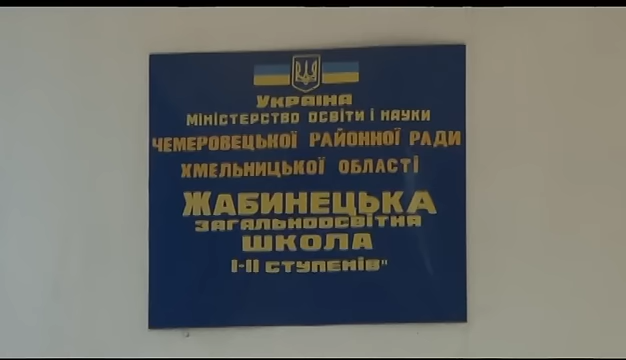 Україна
Міністерство освіти і науки
Чемеровецької районної ради
Хмельницької області
Жабинецька
загальноосвітня
школа
І-ІІ ступенів"